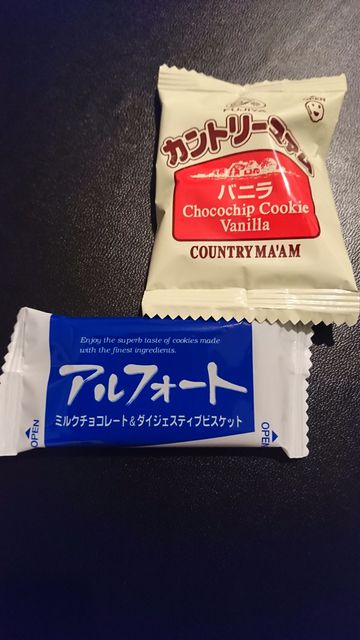 FUJIYA
OPEN
カントリーマアム
バニラ
Chocochip Cookie
Vanilla
COUNTRY MA'AM
Enjoy the superb taste of cookies made
with the finest ingredients.
アルフォート
ミルクチョコレート&ダイジェスティブビスケット
OPEN
OPEN